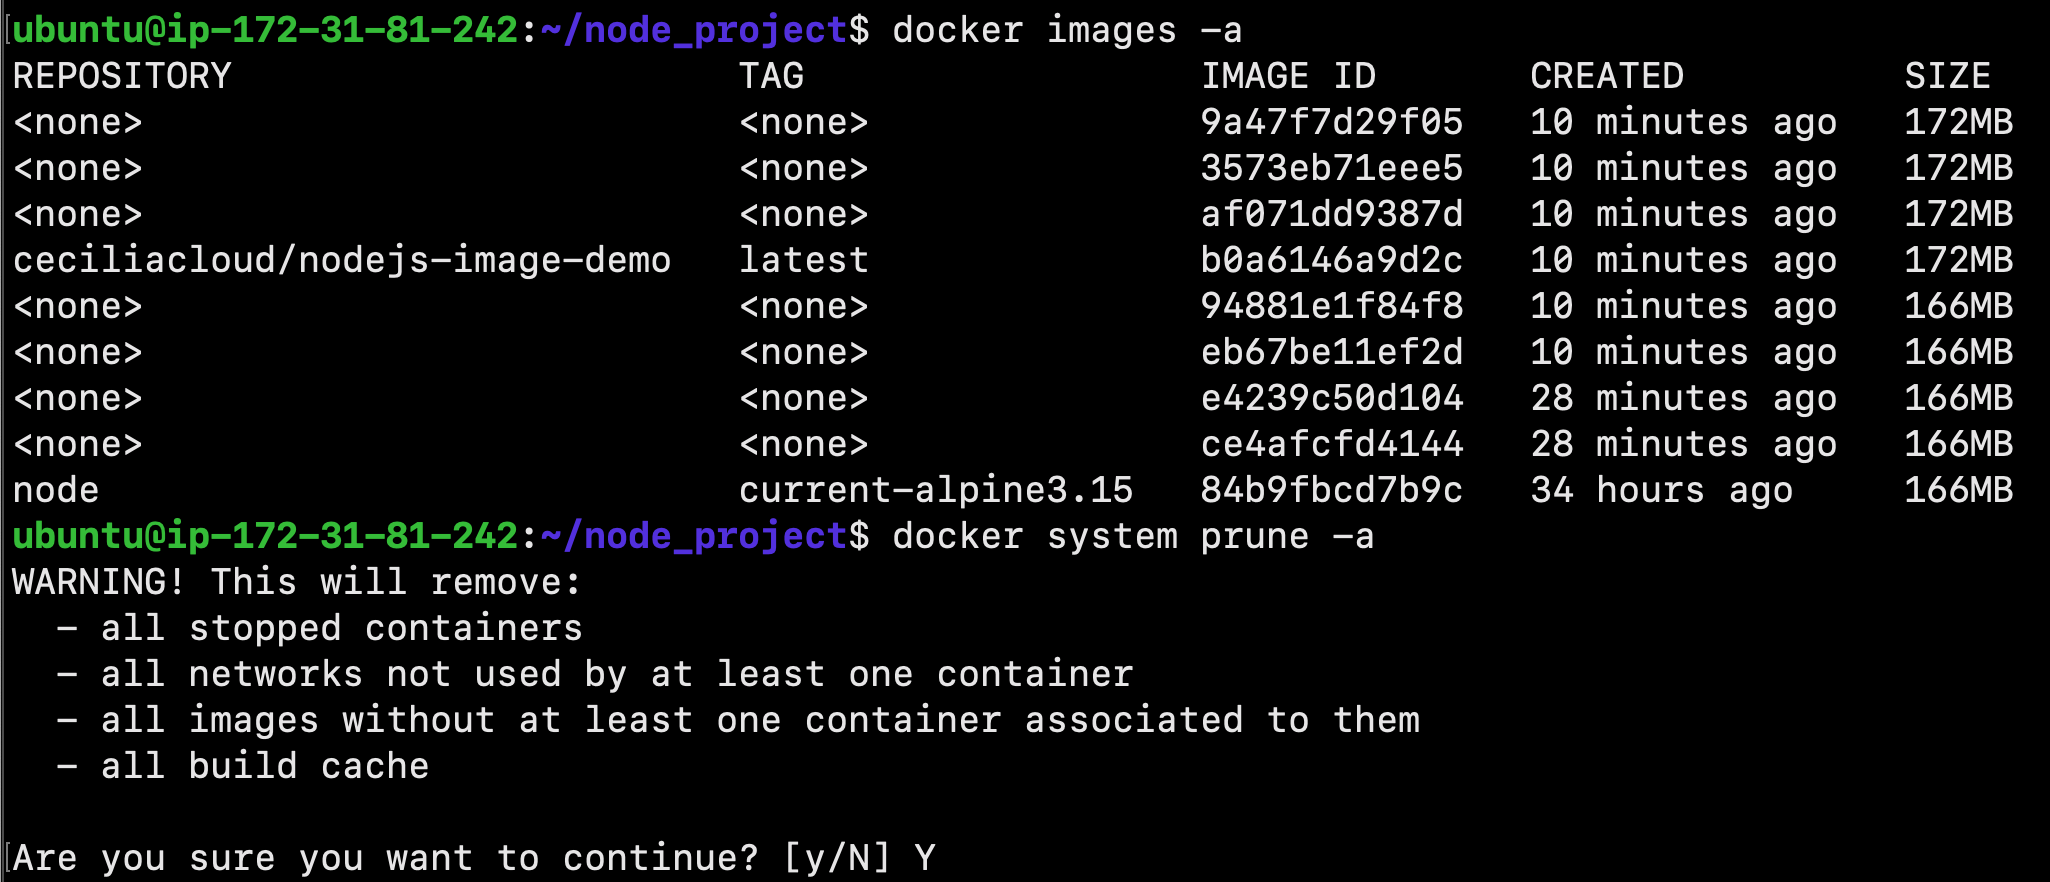 ubuntu@ip-172-31-81-242:~/node_project$ docker images -a
REPOSITORY TAG IMAGE ID CREATED SIZE
<none> <none> 9a47f7d29f05 10 minutes ago 172MB
<none> <none> 3573eb71eee5 10 minutes ago 172MB
<none> <none> af071dd9387d 10 minutes ago 172MB
ceciliacloud/nodejs-image-demo latest b0a6146a9d2c 10 minutes ago 172MB
<none> <none> 94881e1f84f8 10 minutes ago 166MB
<none> <none> eb67be11ef2d 10 minutes ago 166MB
<none> <none> e4239c50d104 28 minutes ago 166MB
<none> <none> ce4afcfd4144 28 minutes ago 166MB
node current-alpine3.15 84b9fbcd7b9c 34 hours ago 166MB
ubuntu@ip-172-31-81-242:~/node_project$ docker system prune -a
WARNING! This will remove:
  - all stopped containers
  - all networks not used by at least one container
  - all images without at least one container associated to them
  - all build cache
Are you sure you want to continue? [y/N] Y